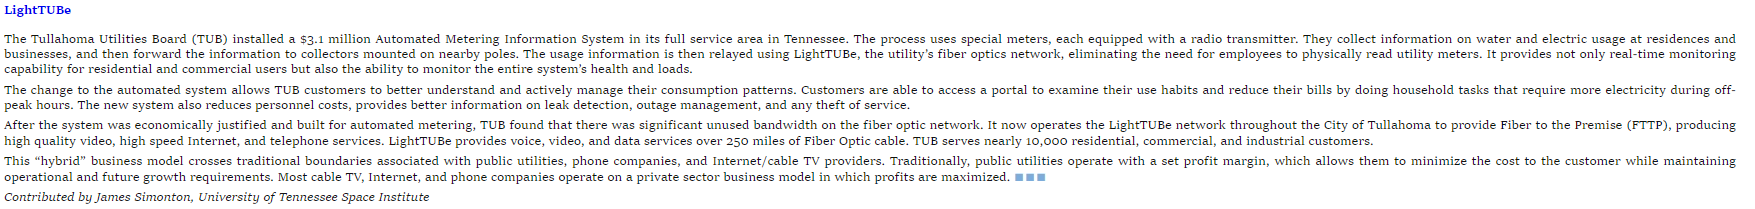 LightTUBe
The Tullahoma Utilities Board (TUB) installed a $3.1 million Automated Metering Information System in its full service area in Tennessee. The process uses special meters, each equipped with a radio transmitter. They collect information on water and electric usage at residences and
businesses, and then forward the information to collectors mounted on nearby poles. The usage information is then relayed using LightTUBe, the utility's fiber optics network, eliminating the need for employees to physically read utility meters. It provides not only real-time monitoring
capability for residential and commercial users but also the ability to monitor the entire system's health and loads.
The change to the automated system allows TUB customers to better understand and actively manage their consumption patterns. Customers are able to access a portal to examine their use habits and reduce their bills by doing household tasks that require more electricity during off-
peak hours. The new system also reduces personnel costs, provides better information on leak detection, outage management, and any theft of service.
After the system was economically justified and built for automated metering, TUB found that there was significant unused bandwidth on the fiber optic network. It now operates the LightTUBe network throughout the City of Tullahoma to provide Fiber to the Premise (FTTP), producing
high quality video, high speed Internet, and telephone services. LightTUBe provides voice, video, and data services over 250 miles of Fiber Optic cable. TUB serves nearly 10,000 residential, commercial, and industrial customers.
This “hybrid” business model crosses traditional boundaries associated with public utilities, phone companies, and Internet/cable TV providers. Traditionally, public utilities operate with a set profit margin, which allows them to minimize the cost to the customer while maintaining
operational and future growth requirements. Most cable TV, Internet, and phone companies operate on a private sector business model in which profits are maximized. ■■■
Contributed by James Simonton, University of Tennessee Space Institute